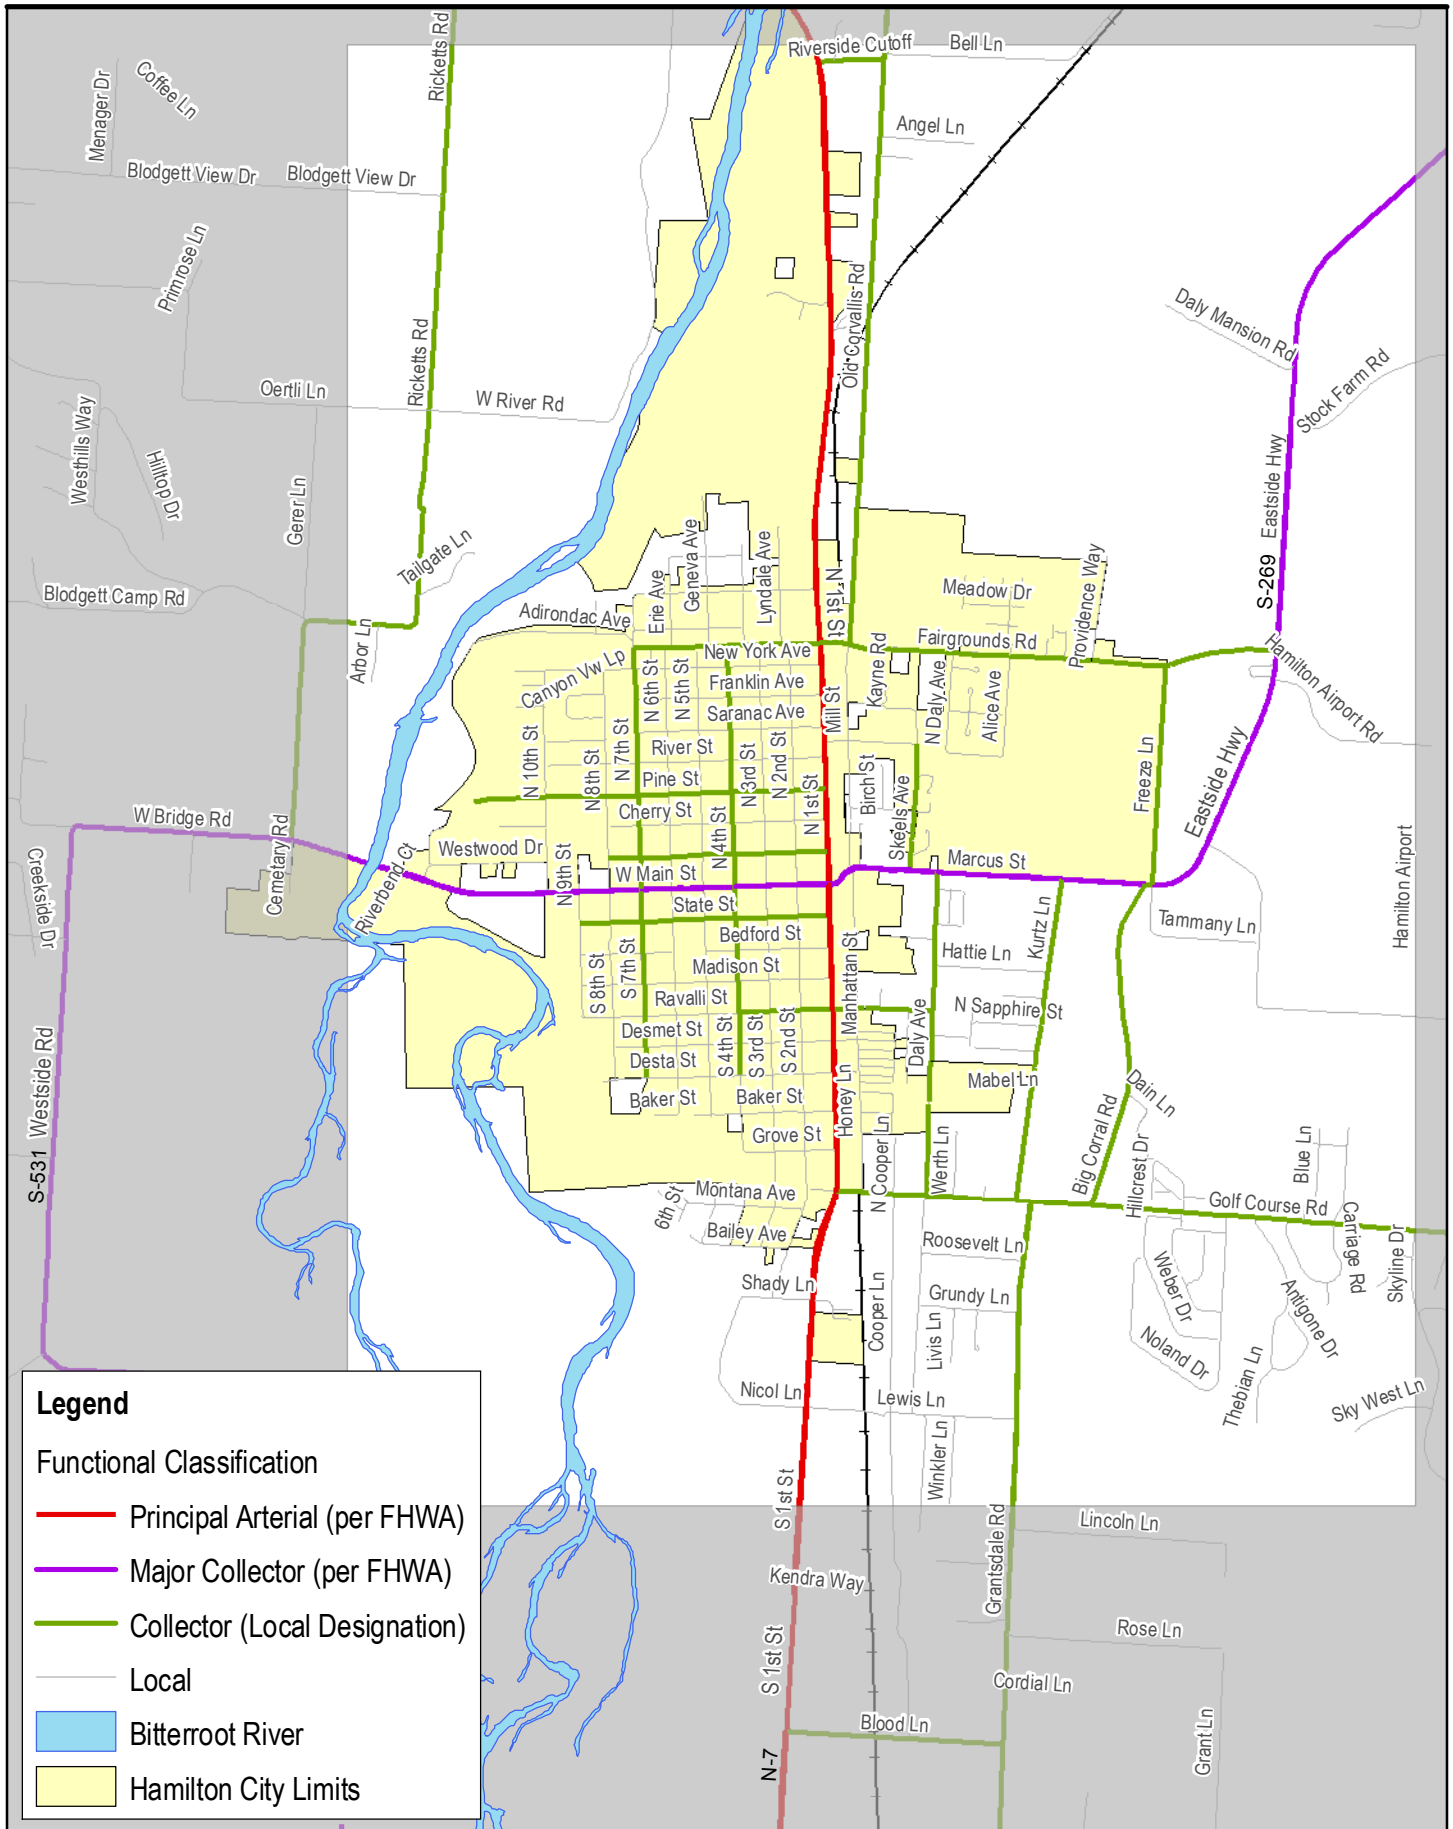 Ricketts Rd
Riverside Cutoff
Bell Ln
Menager Dr
Coffee Ln
Angel Ln
Blodgett View Dr
Blodgett View Dr
Primrose Ln
Old Corvallis Rd
Daly Mansion Rd
Ricketts Rd
Stock Farm Rd
Oertli Ln
W River Rd
Westhills Way
Hilltop Dr
Gerer Ln
Eastside Hwy
S-269
Tailgate Ln
Geneva Ave
Lyndale Ave
Erie Ave
N 1st St
Meadow Dr
Providence Way
Blodgett Camp Rd
Adirondac Ave
Arbor Ln
New York Ave
Kayne Rd
Fairgrounds Rd
Hamilton Airport Rd
Canyon Vw Lp
N 6th St
N 5th St
Franklin Ave
Saranac Ave
Mill St
N Daly Ave
Alice Ave
N 10th St
N 8th St
N 7th St
River St
Pine St
N 3rd St
N 2nd St
N 1st St
Birch St
Skeels Ave
Freeze Ln
Eastside Hwy
Cherry St
N 4th St
W Bridge Rd
Cemetary Rd
Westwood Dr
Riverbend Ct
N 9th St
W Main St
Marcus St
Creekside Dr
State St
Hamilton Airport
Kurtz Ln
Tammany Ln
Bedford St
Hattie Ln
S 8th St
S 7th St
Madison St
Manhattan St
Ravalli St
N Sapphire St
Desmet St
S 4th St
S 3rd St
S 2nd St
Daly Ave
Desta St
Mabel Ln
Westside Rd
S-531
Baker St
Baker St
Honey Ln
Dain Ln
Grove St
N Cooper Ln
Werth Ln
Big Corral Rd
Hillcrest Dr
Blue Ln
6th St
Montana Ave
Golf Course Rd
Bailey Ave
Roosevelt Ln
Carriage Rd
Skyline Dr
Shady Ln
Cooper Ln
Grundy Ln
Weber Dr
Antigone Dr
Livis Ln
Noland Dr
Thebian Ln
Nicol Ln
Lewis Ln
Sky West Ln
Winkler Ln
S 1st St
Grantsdale Rd
Lincoln Ln
Kendra Way
S 1st St
Rose Ln
Cordial Ln
Blood Ln
Grant Ln
N-7
Legend
Functional Classification
Principal Arterial (per FHWA)
Major Collector (per FHWA)
Collector (Local Designation)
Local
Bitterroot River
Hamilton City Limits